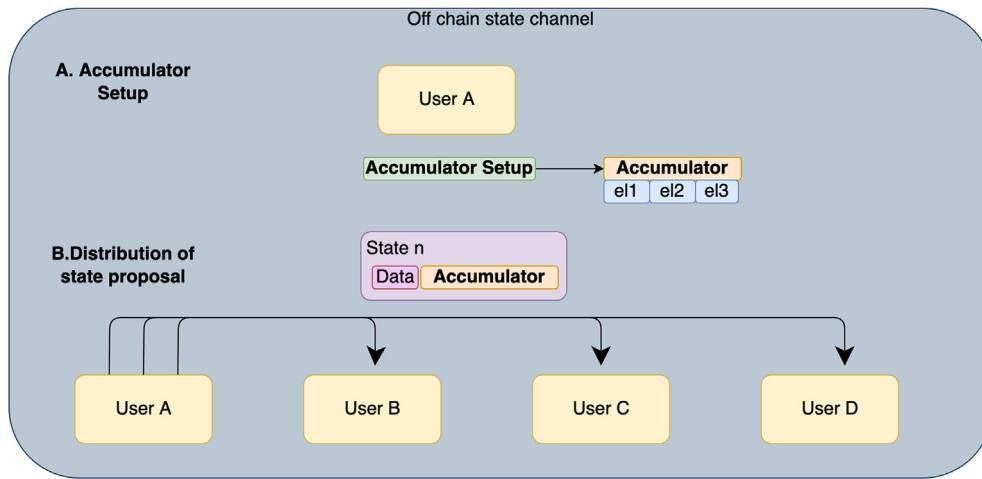 Off chain state channel
A. Accumulator
Setup
User A
Accumulator Setup
Accumulator
el1 el2 el3
B.Distribution of
state proposal
State n
Data Accumulator
User A
User B
User C
User D